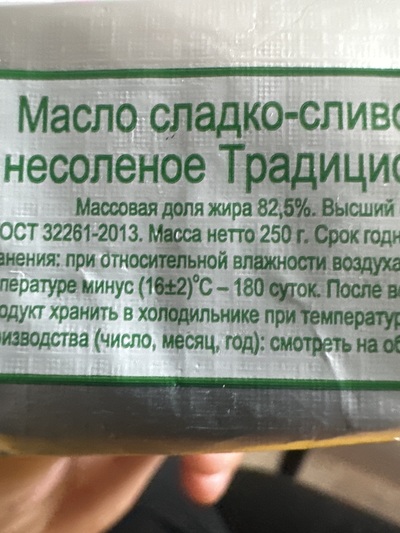 Масло сладко-сливо
несоленое Традицио
Массовая доля жира 82,5%. Высший
ОСТ 32261-2013. Масса нетто 250 г. Срок годн
анения: при относительной влажности воздуха
пературе минус (16±2)°С – 180 суток. После в
одукт хранить в холодильнике при температур
изводства (число, месяц, год): смотреть на об